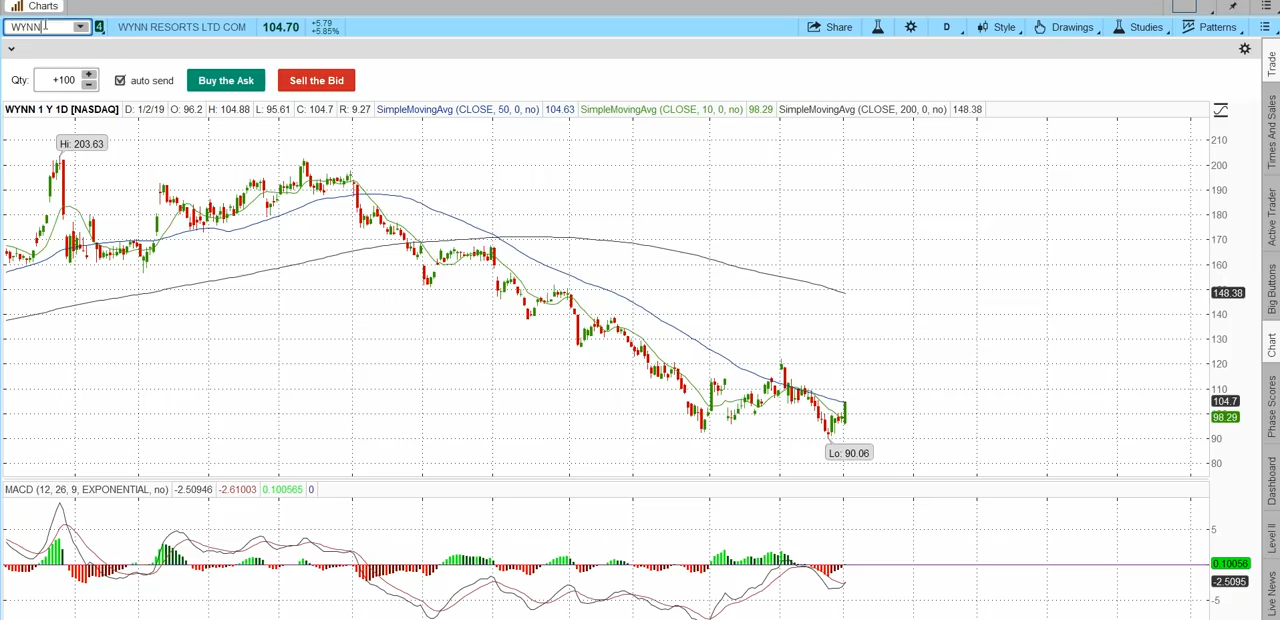 Charts
WYNN 4 WYNN RESORTS LTD COM 104.70 +5.79 +5.85% Share D Style Drawings Studies Patterns
Qty: +100 auto send Buy the Ask Sell the Bid
WYNN 1 Y 1D [NASDAQ] D: 1/2/19 O: 96.2 H: 104.88 L: 95.61 C: 104.7 R: 9.27 SimpleMovingAvg (CLOSE, 50, 0, no) 104.63 SimpleMovingAvg (CLOSE, 10, 0, no) 98.29 SimpleMovingAvg (CLOSE, 200, 0, no) 148.38
Hi: 203.63
210
200
190
180
170
160
148.38
140
130
120
110
104.7
98.29
90
80
Lo: 90.06
MACD (12, 26, 9, EXPONENTIAL, no) -2.50946 -2.61003 0.100565 0
5
0.10056
-2.5095
-5
Trade
Times And Sales
Active Trader
Big Buttons
Chart
Phase Scores
Dashboard
Level II
Live News